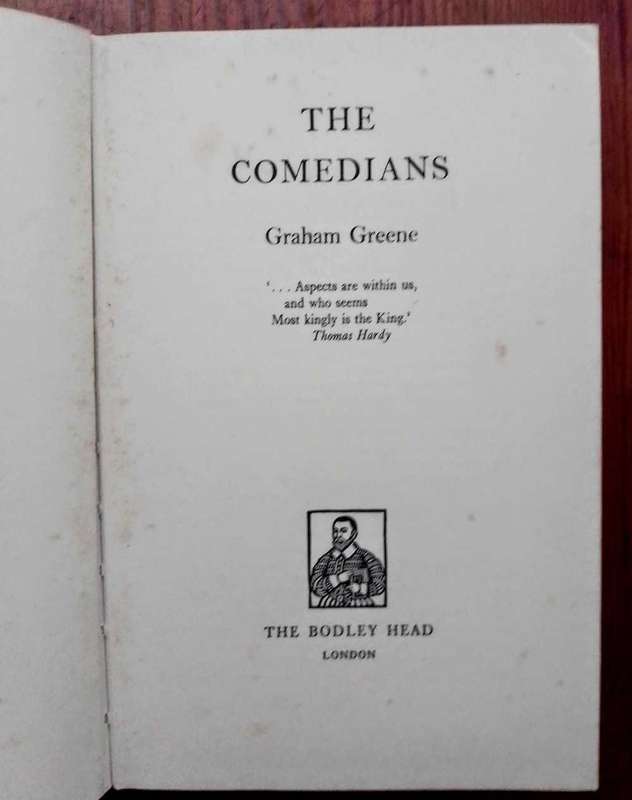 THE
COMEDIANS
Graham Greene
‘. . . Aspects are within us,
and who seems
Most kingly is the King.’
Thomas Hardy
THE BODLEY HEAD
LONDON